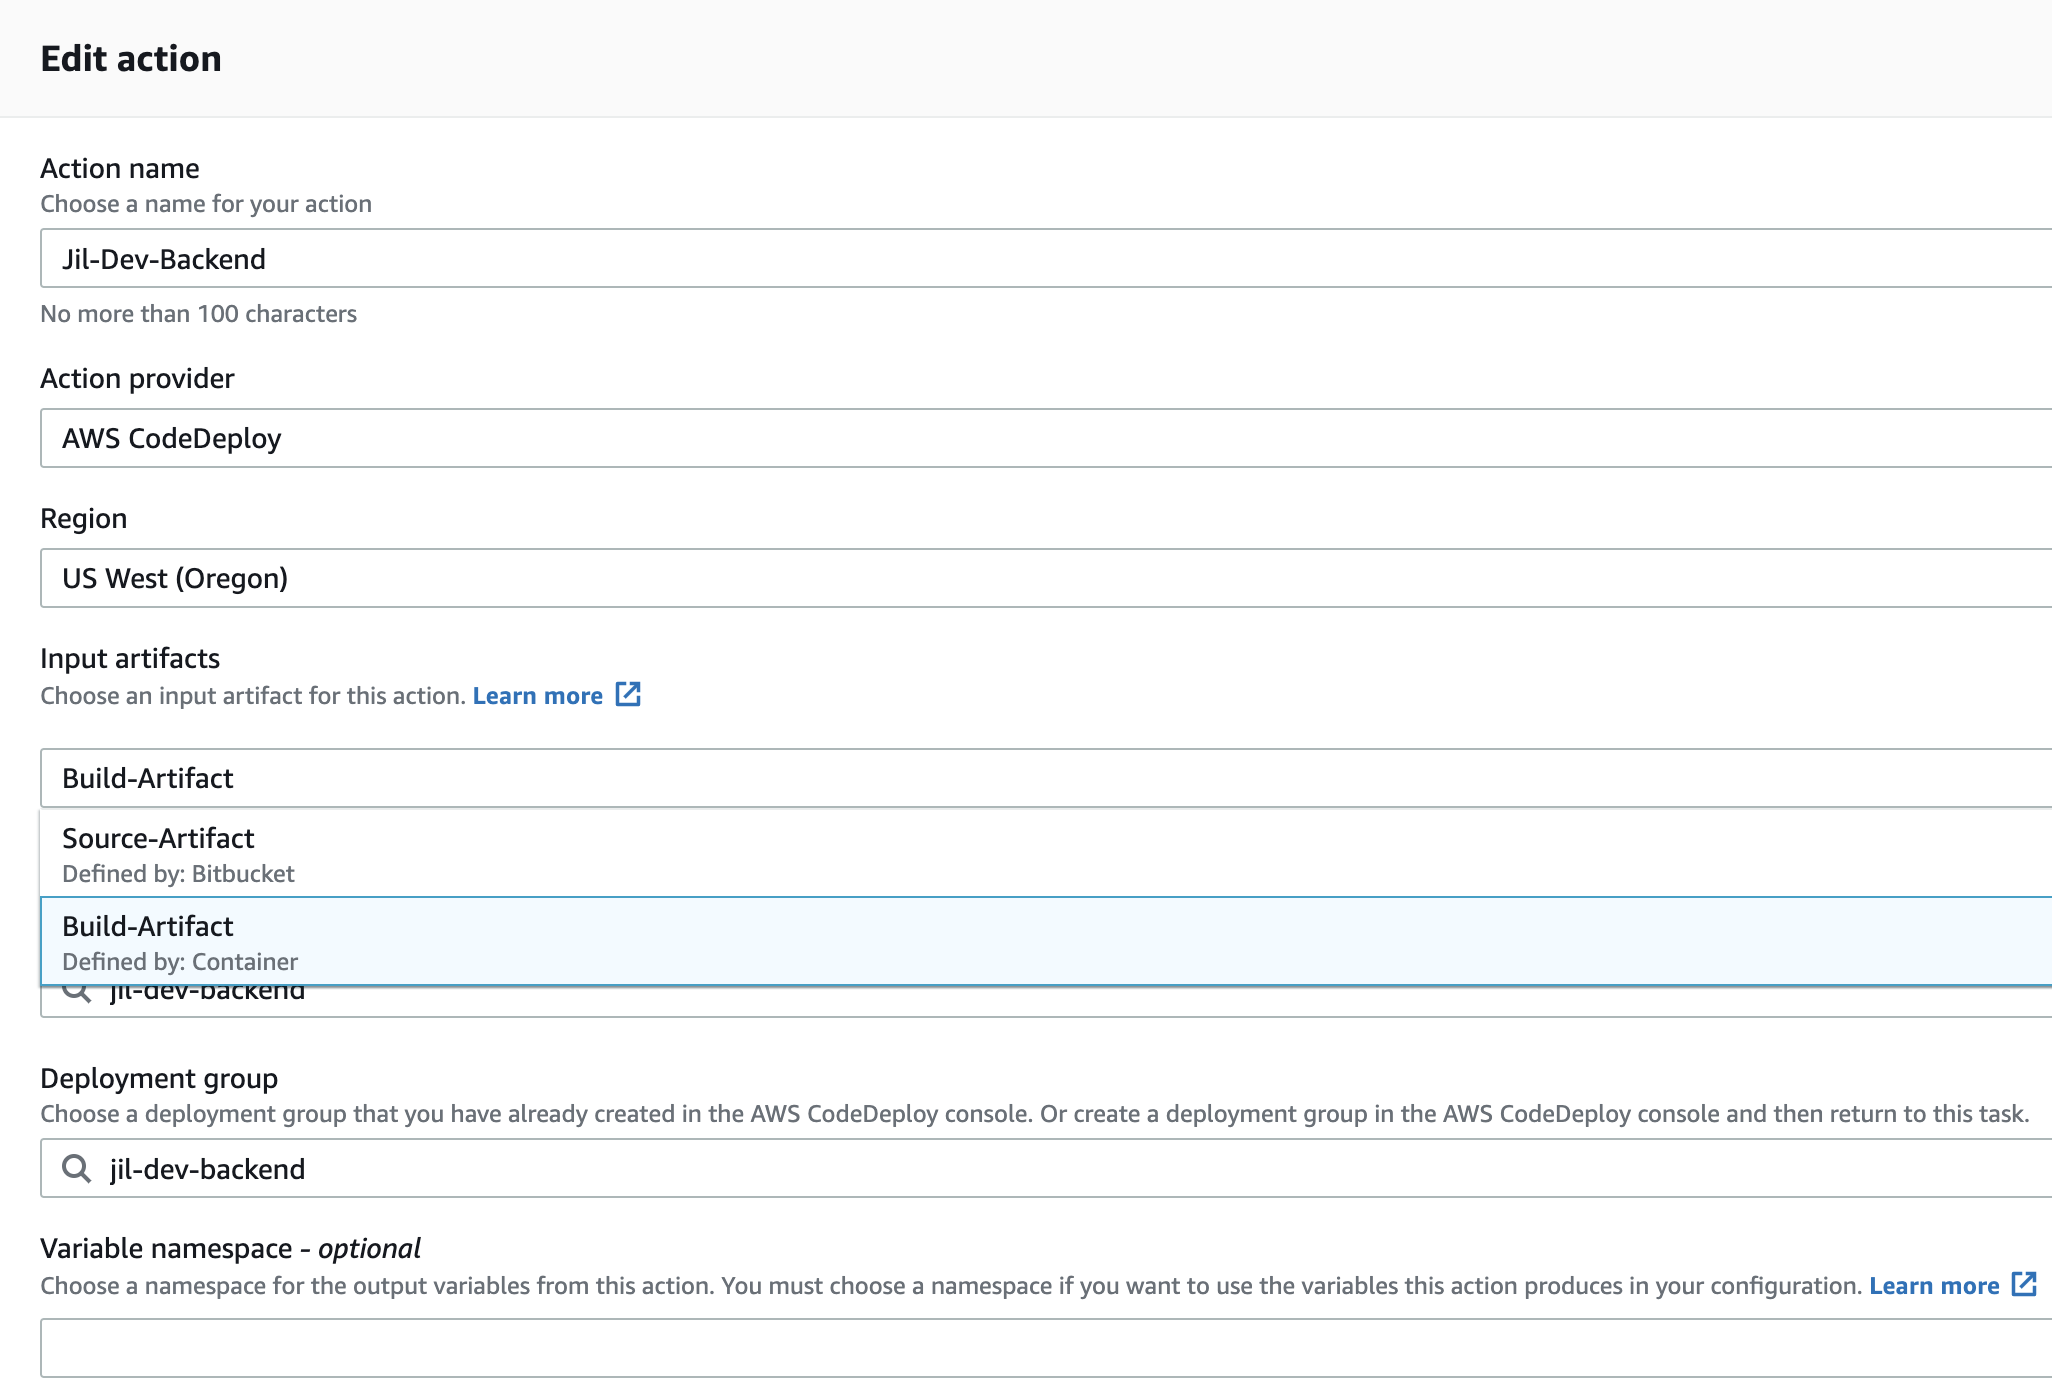 Edit action
Action name
Choose a name for your action
Jil-Dev-Backend
No more than 100 characters
Action provider
AWS CodeDeploy
Region
US West (Oregon)
Input artifacts
Choose an input artifact for this action. Learn more
Build-Artifact
Source-Artifact
Defined by: Bitbucket
Build-Artifact
Defined by: Container
jil-dev-backend
Deployment group
Choose a deployment group that you have already created in the AWS CodeDeploy console. Or create a deployment group in the AWS CodeDeploy console and then return to this task.
jil-dev-backend
Variable namespace - optional
Choose a namespace for the output variables from this action. You must choose a namespace if you want to use the variables this action produces in your configuration. Learn more